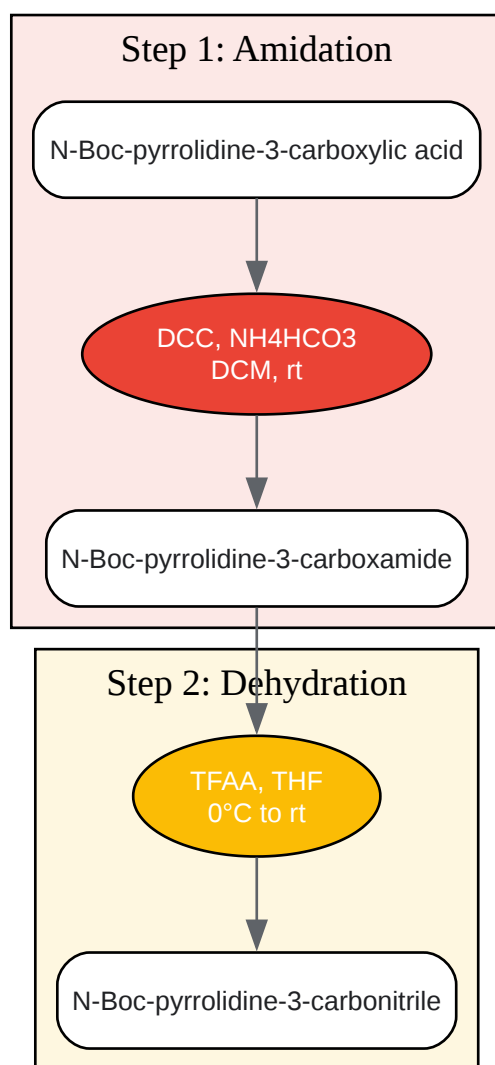 Step 1: Amidation
N-Boc-pyrrolidine-3-carboxylic acid
DCC, NH4HCO3
DCM, rt
N-Boc-pyrrolidine-3-carboxamide
Step 2: Dehydration
TFAA, THF
0°C to rt
N-Boc-pyrrolidine-3-carbonitrile